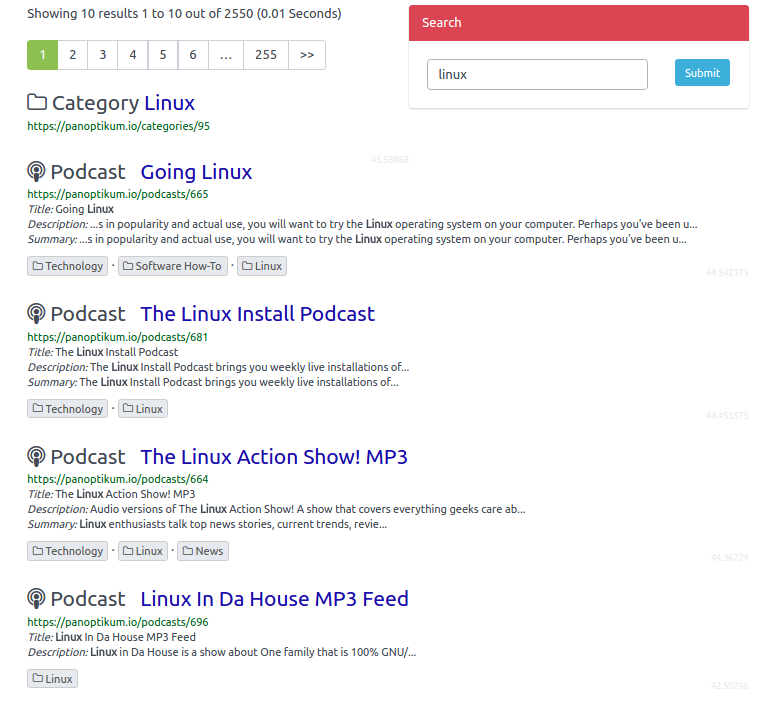 Showing 10 results 1 to 10 out of 2550 (0.01 Seconds)
Search
1 2 3 4 5 6 ... 255 >>
linux
Submit
Category Linux
https://panoptikum.io/categories/95
45.58868
Podcast Going Linux
https://panoptikum.io/podcasts/665
Title: Going Linux
Description: ...s in popularity and actual use, you will want to try the Linux operating system on your computer. Perhaps you've been u...
Summary: ...s in popularity and actual use, you will want to try the Linux operating system on your computer. Perhaps you've been u...
Technology · Software How-To · Linux
44.542175
Podcast The Linux Install Podcast
https://panoptikum.io/podcasts/681
Title: The Linux Install Podcast
Description: The Linux Install Podcast brings you weekly live installations of...
Summary: The Linux Install Podcast brings you weekly live installations of...
Technology · Linux
44.453575
Podcast The Linux Action Show! MP3
https://panoptikum.io/podcasts/664
Title: The Linux Action Show! MP3
Description: Audio versions of The Linux Action Show! A show that covers everything geeks care ab...
Summary: Linux enthusiasts talk top news stories, current trends, revie...
Technology · Linux · News
44.36724
Podcast Linux In Da House MP3 Feed
https://panoptikum.io/podcasts/696
Title: Linux In Da House MP3 Feed
Description: Linux in Da House is a show about One family that is 100% GNU/...
Linux
42.50246